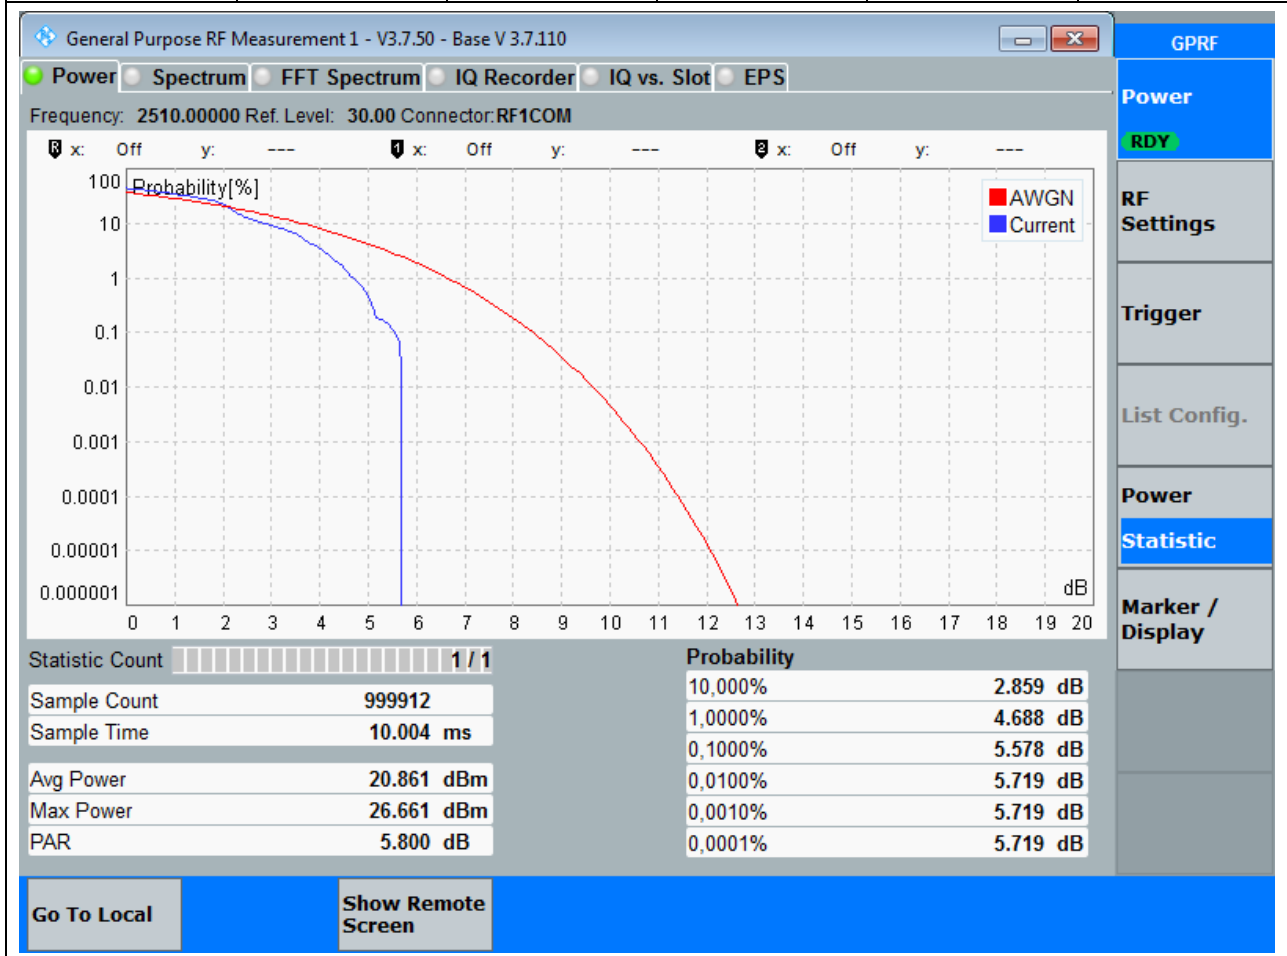 General Purpose RF Measurement 1 - V3.7.50 - Base V 3.7.110
GPRF
Power Spectrum FFT Spectrum IQ Recorder IQ vs. Slot EPS
Frequency: 2510.00000 Ref. Level: 30.00 Connector: RF1COM
R x: Off y: --- 1 x: Off y: --- 2 x: Off y: ---
Probability[%]
100
10
1
0.1
0.01
0.001
0.0001
0.00001
0.000001
AWGN
Current
dB
0 1 2 3 4 5 6 7 8 9 10 11 12 13 14 15 16 17 18 19 20
Statistic Count 1 / 1
Sample Count 999912
Sample Time 10.004 ms
Avg Power 20.861 dBm
Max Power 26.661 dBm
PAR 5.800 dB
Probability
10,000% 2.859 dB
1,0000% 4.688 dB
0,1000% 5.578 dB
0,0100% 5.719 dB
0,0010% 5.719 dB
0,0001% 5.719 dB
Power
RDY
RF
Settings
Trigger
List Config.
Power
Statistic
Marker /
Display
Go To Local
Show Remote
Screen